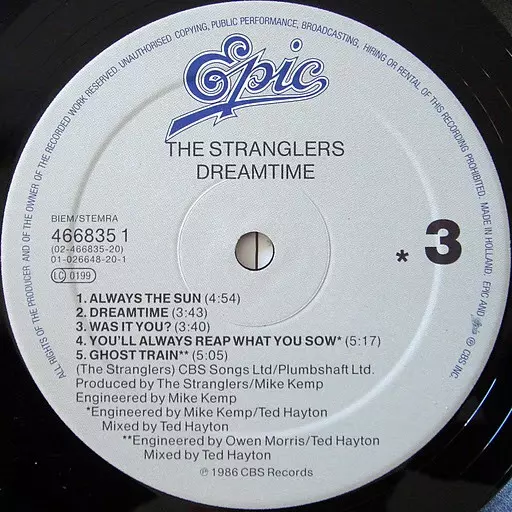 ALL RIGHTS OF THE PRODUCER AND OF THE OWNER OF THE RECORDED WORK RESERVED UNAUTHORISED COPYING, PUBLIC PERFORMANCE, BROADCASTING, HIRING OR RENTAL OF THIS RECORDING PROHIBITED. MADE IN HOLLAND. EPIC AND ℗ CBS INC.
Epic
THE STRANGLERS
DREAMTIME
BIEM/STEMRA
466835 1
(02-466835-20)
01-026648-20-1
LC 0199
* 3
1. ALWAYS THE SUN (4:54)
2. DREAMTIME (3:43)
3. WAS IT YOU? (3:40)
4. YOU'LL ALWAYS REAP WHAT YOU SOW* (5:17)
5. GHOST TRAIN** (5:05)
(The Stranglers) CBS Songs Ltd/Plumbshaft Ltd.
Produced by The Stranglers/Mike Kemp
Engineered by Mike Kemp
*Engineered by Mike Kemp/Ted Hayton
Mixed by Ted Hayton
**Engineered by Owen Morris/Ted Hayton
Mixed by Ted Hayton
℗ 1986 CBS Records